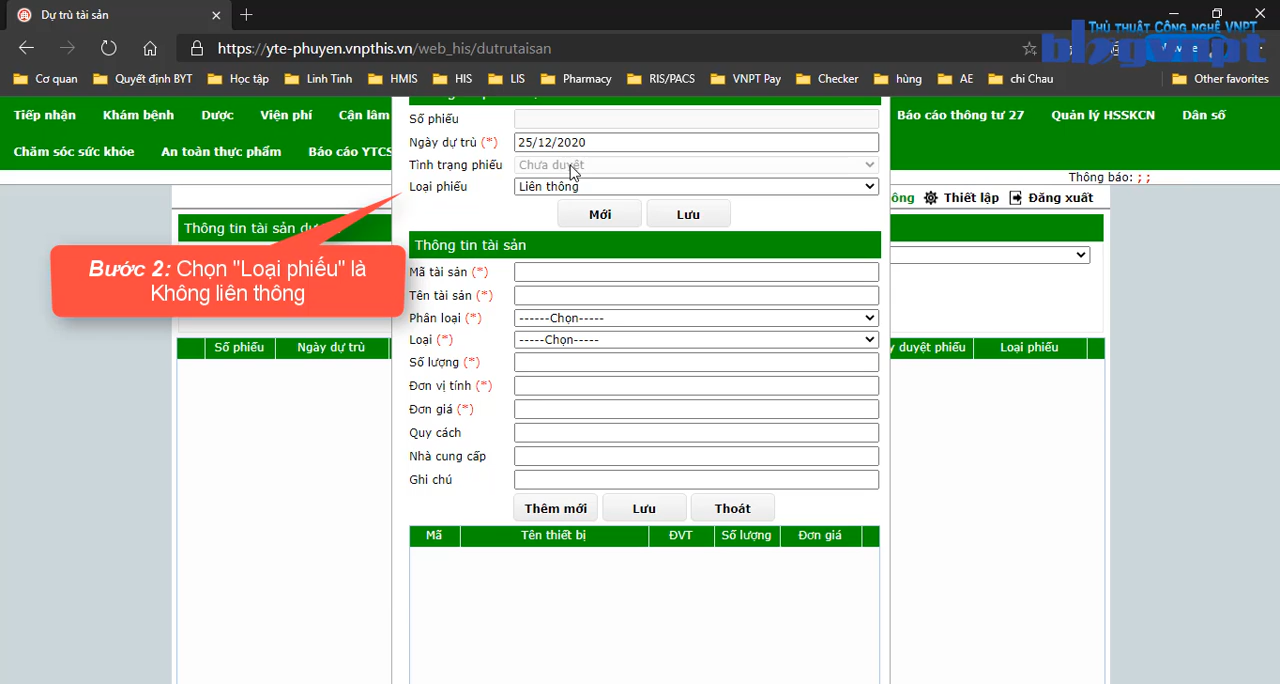 Dự trù tài sản
THỦ THUẬT CÔNG NGHỆ VNPT
blogvnpt
https://yte-phuyen.vnpthis.vn/web_his/dutrutaisan
Cơ quan Quyết định BYT Học tập Linh Tinh HMIS HIS LIS Pharmacy RIS/PACS VNPT Pay Checker hùng AE chi Chau Other favorites
Tiếp nhận Khám bệnh Dược Viện phí Cận lâm Báo cáo thông tư 27 Quản lý HSSKCN Dân số
Chăm sóc sức khỏe An toàn thực phẩm Báo cáo YTCS
Thông báo: ; ;
Thiết lập Đăng xuất
Số phiếu
Ngày dự trù (*) 25/12/2020
Tình trạng phiếu Chưa duyệt
Loại phiếu Liên thông
Mới Lưu
Thông tin tài sản
Bước 2: Chọn "Loại phiếu" là
Không liên thông
Thông tin tài sản
Mã tài sản (*)
Tên tài sản (*)
Phân loại (*) ------Chọn-----
Loại (*) -----Chọn-----
Số lượng (*)
Đơn vị tính (*)
Đơn giá (*)
Quy cách
Nhà cung cấp
Ghi chú
Thêm mới Lưu Thoát
Số phiếu Ngày dự trù duyệt phiếu Loại phiếu
Mã Tên thiết bị ĐVT Số lượng Đơn giá